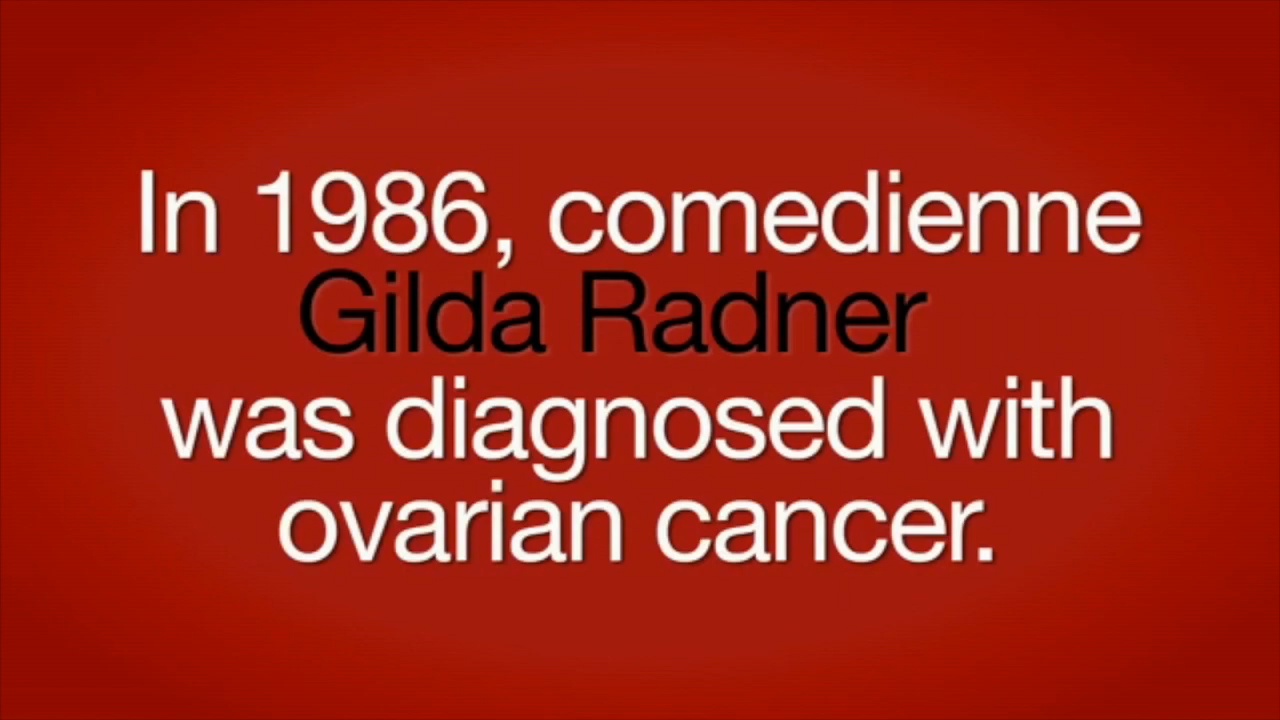 In 1986, comedienne
Gilda Radner
was diagnosed with
ovarian cancer.